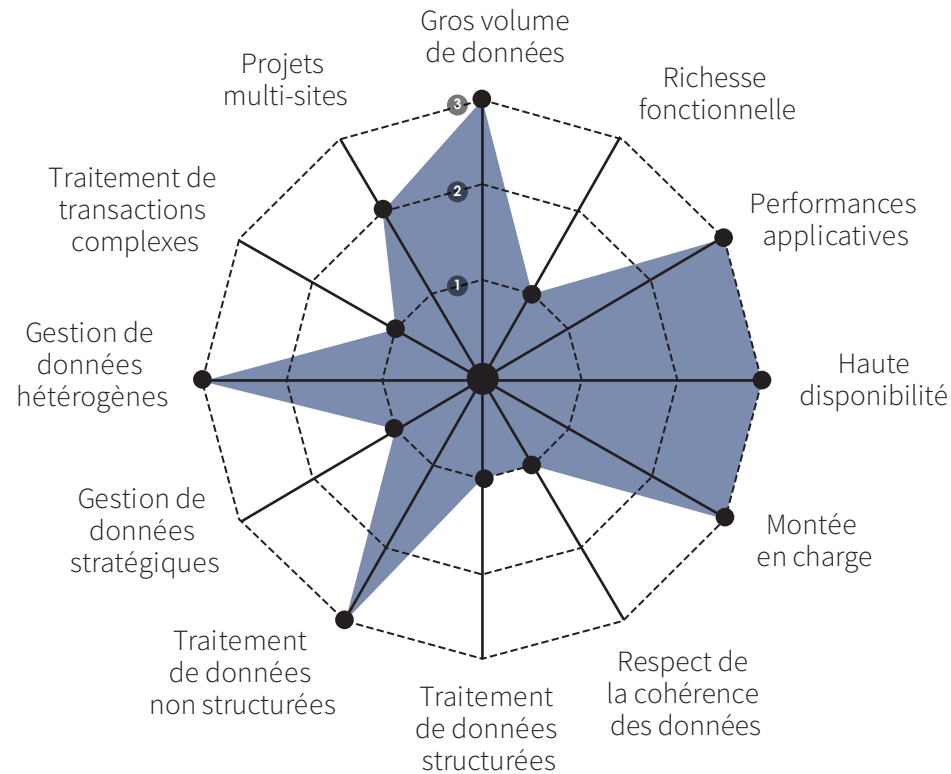 Gros volume
de données
Richesse
fonctionnelle
Performances
applicatives
Haute
disponibilité
Montée
en charge
Respect de
la cohérence
des données
Traitement
de données
structurées
Traitement
de données
non structurées
Gestion de
données
stratégiques
Gestion de
données
hétérogènes
Traitement de
transactions
complexes
Projets
multi-sites
3
2
1